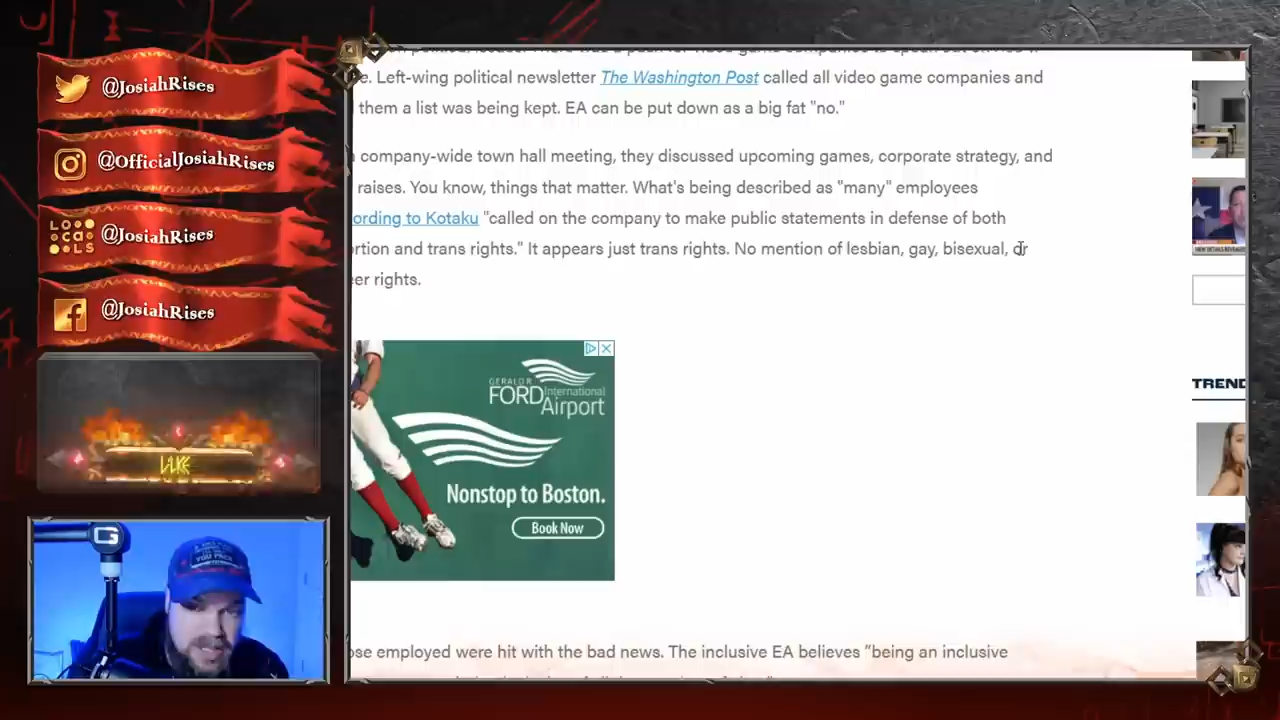 @JosiahRises
@OfficialJosiahRises
LO
CA
LS
@JosiahRises
@JosiahRises
LIKE
G
e. Left-wing political newsletter The Washington Post called all video game companies and
them a list was being kept. EA can be put down as a big fat "no."
company-wide town hall meeting, they discussed upcoming games, corporate strategy, and
raises. You know, things that matter. What's being described as "many" employees
ording to Kotaku "called on the company to make public statements in defense of both
ortion and trans rights." It appears just trans rights. No mention of lesbian, gay, bisexual, or
eer rights.
GERALD R.
FORD International
Airport
Nonstop to Boston.
Book Now
TREND
ose employed were hit with the bad news. The inclusive EA believes "being an inclusive